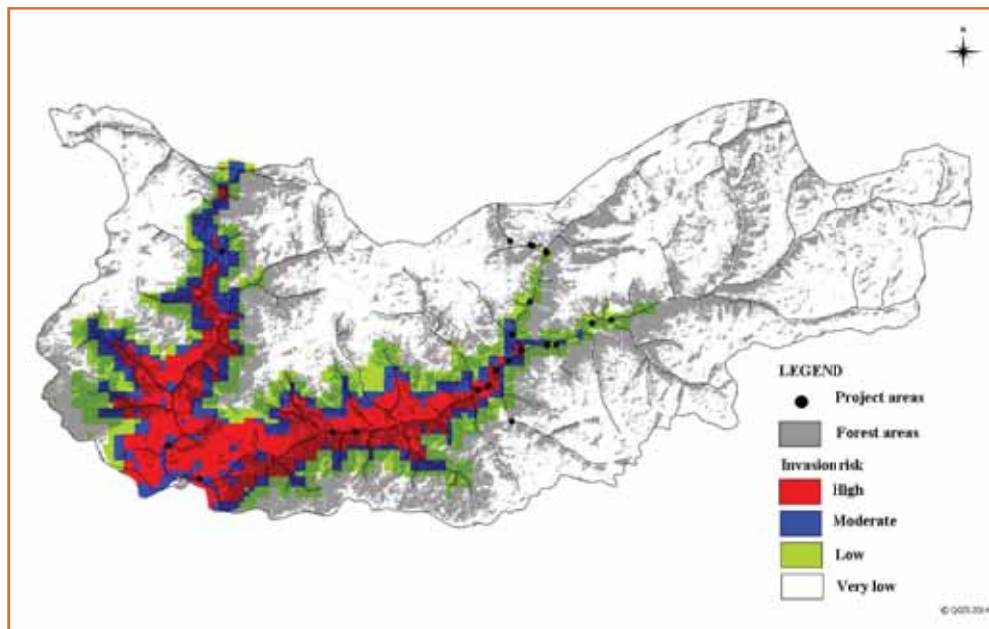 N
LEGEND
Project areas
Forest areas
Invasion risk
High
Moderate
Low
Very low